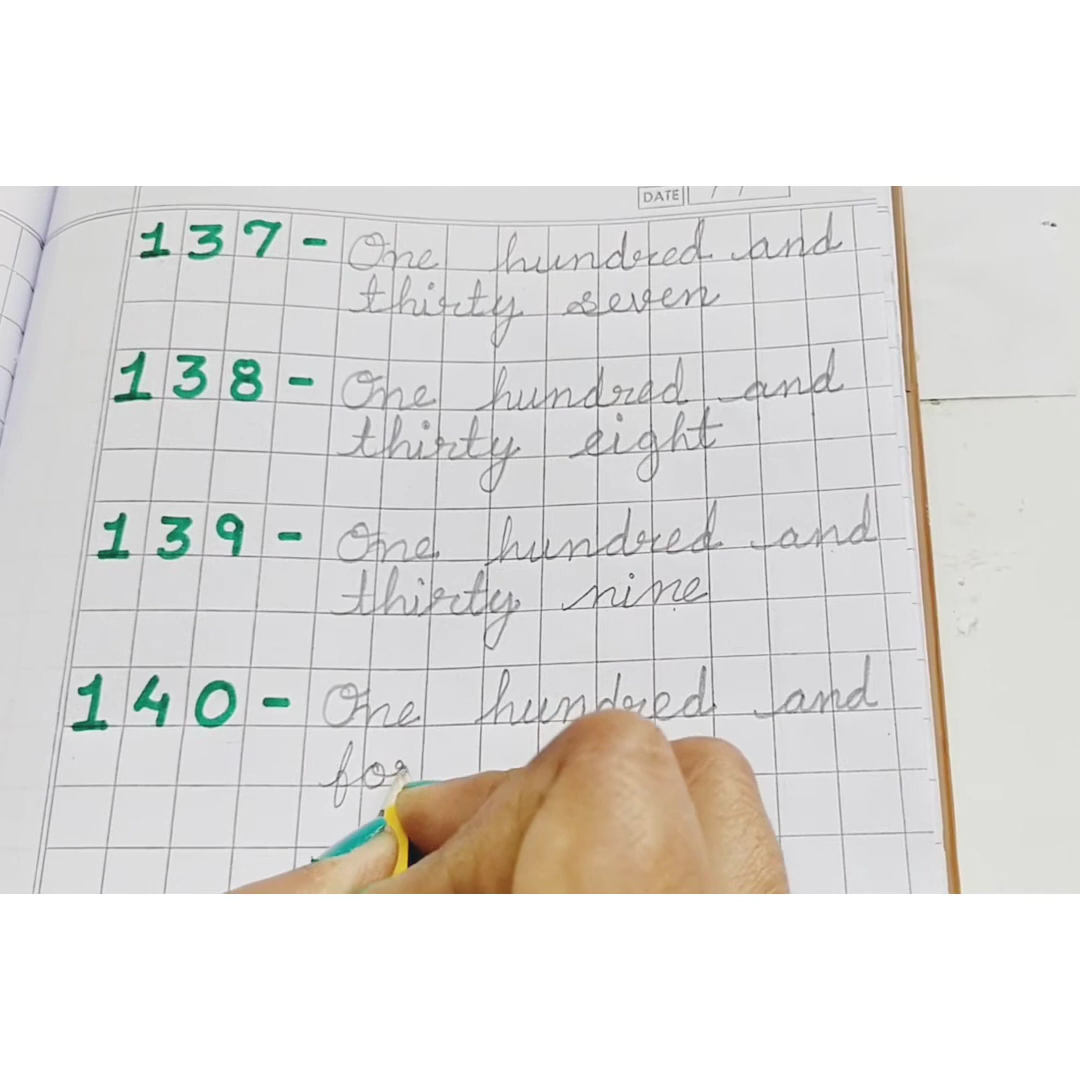 DATE
137 - One hundred and
thirty seven
138 - One hundred and
thirty eight
139 - One hundred and
thirty nine
140 - One hundred and
for